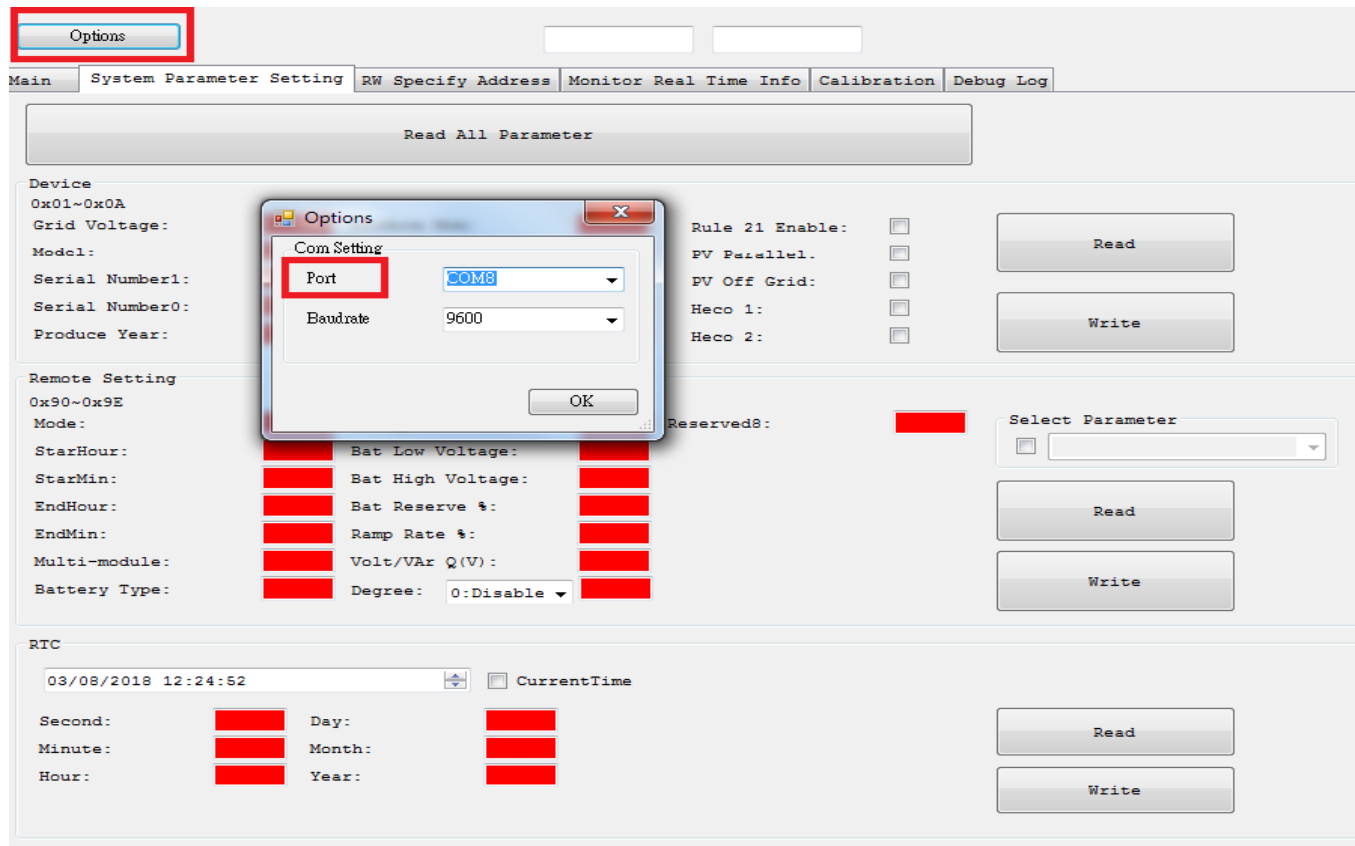 Options
Main
System Parameter Setting
RW Specify Address
Monitor Real Time Info
Calibration
Debug Log
Read All Parameter
Device
0x01~0x0A
Grid Voltage:
Model:
Serial Number1:
Serial Number0:
Produce Year:
Options
Com Setting
Port
COM8
Baudrate
9600
OK
Rule 21 Enable:
PV Parallel.
PV Off Grid:
Heco 1:
Heco 2:
Read
Write
Remote Setting
0x90~0x9E
Mode:
StarHour:
StarMin:
EndHour:
EndMin:
Multi-module:
Battery Type:
Bat Low Voltage:
Bat High Voltage:
Bat Reserve %:
Ramp Rate %:
Volt/VAr Q(V):
Degree:
0:Disable
Reserved8:
Select Parameter
Read
Write
RTC
03/08/2018 12:24:52
CurrentTime
Second:
Minute:
Hour:
Day:
Month:
Year:
Read
Write